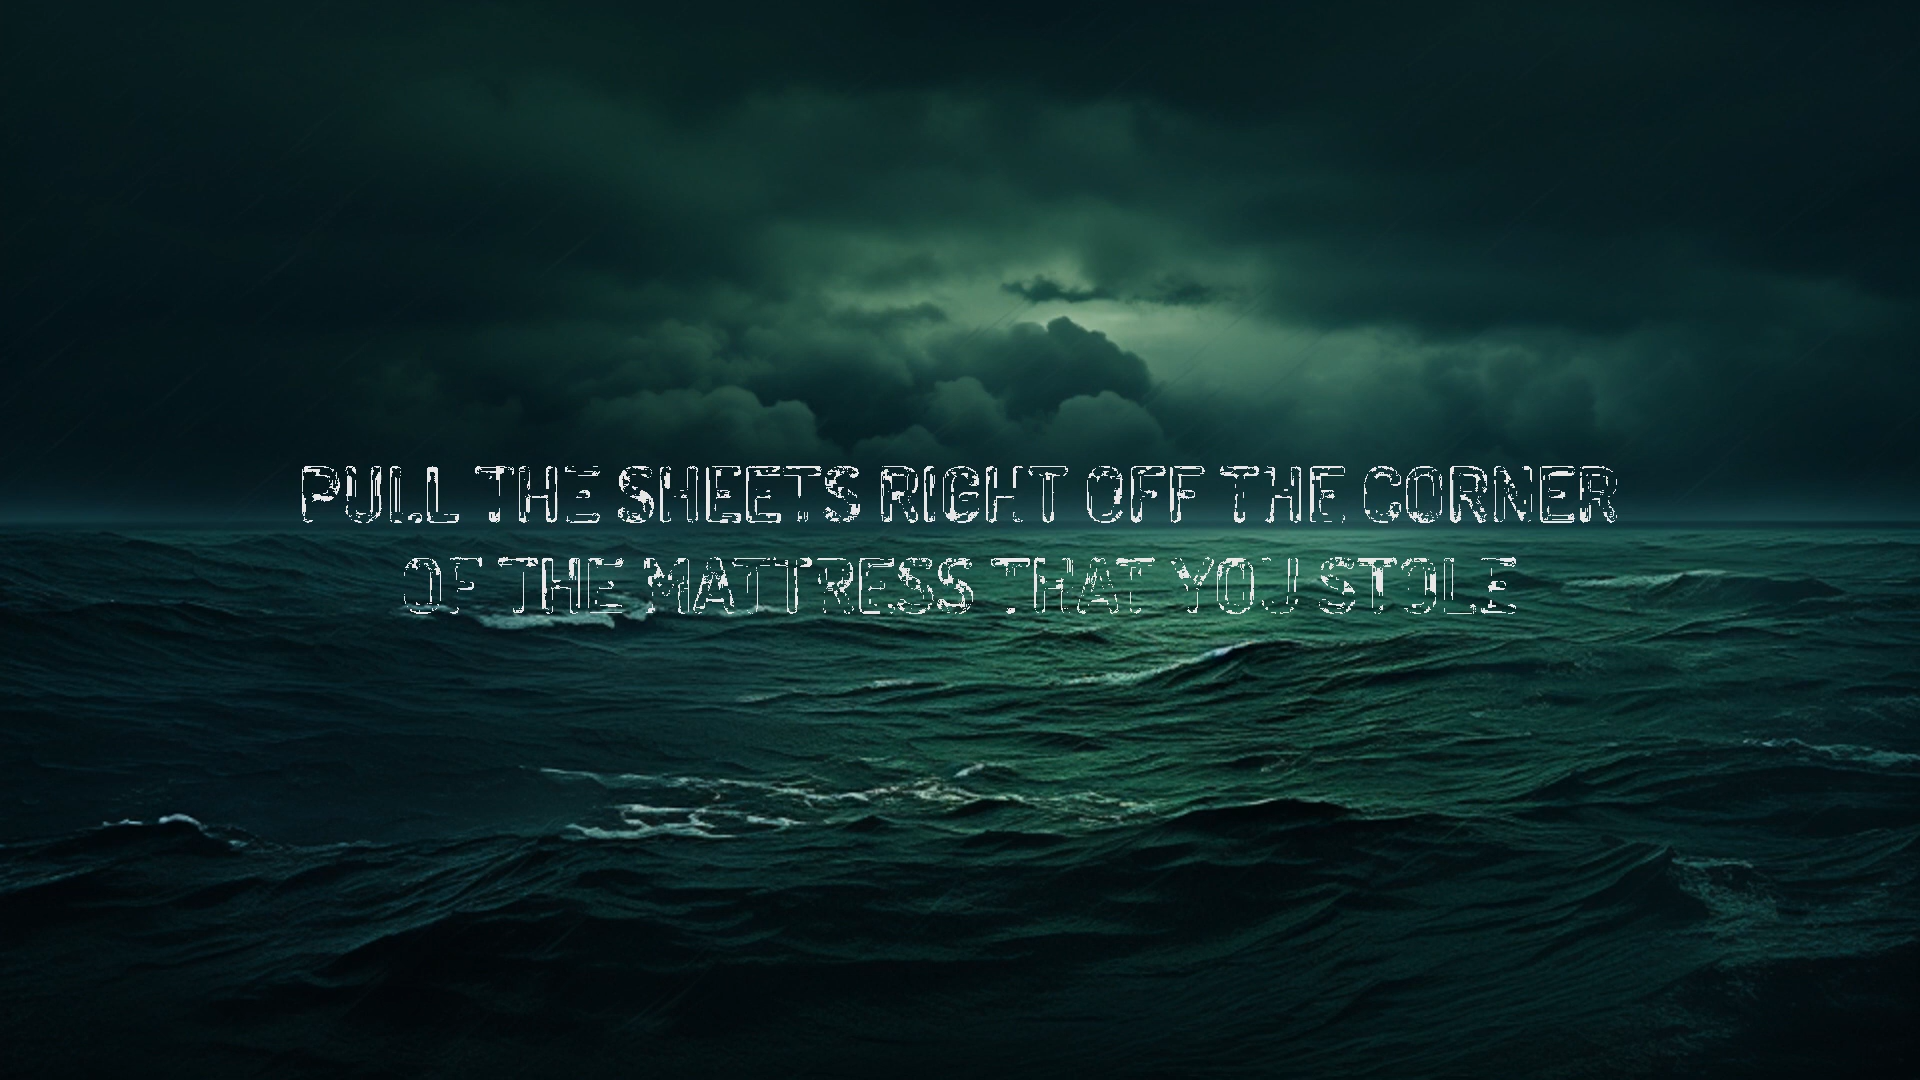 PULL THE SHEETS RIGHT OFF THE CORNER
OF THE MATTRESS THAT YOU STOLE